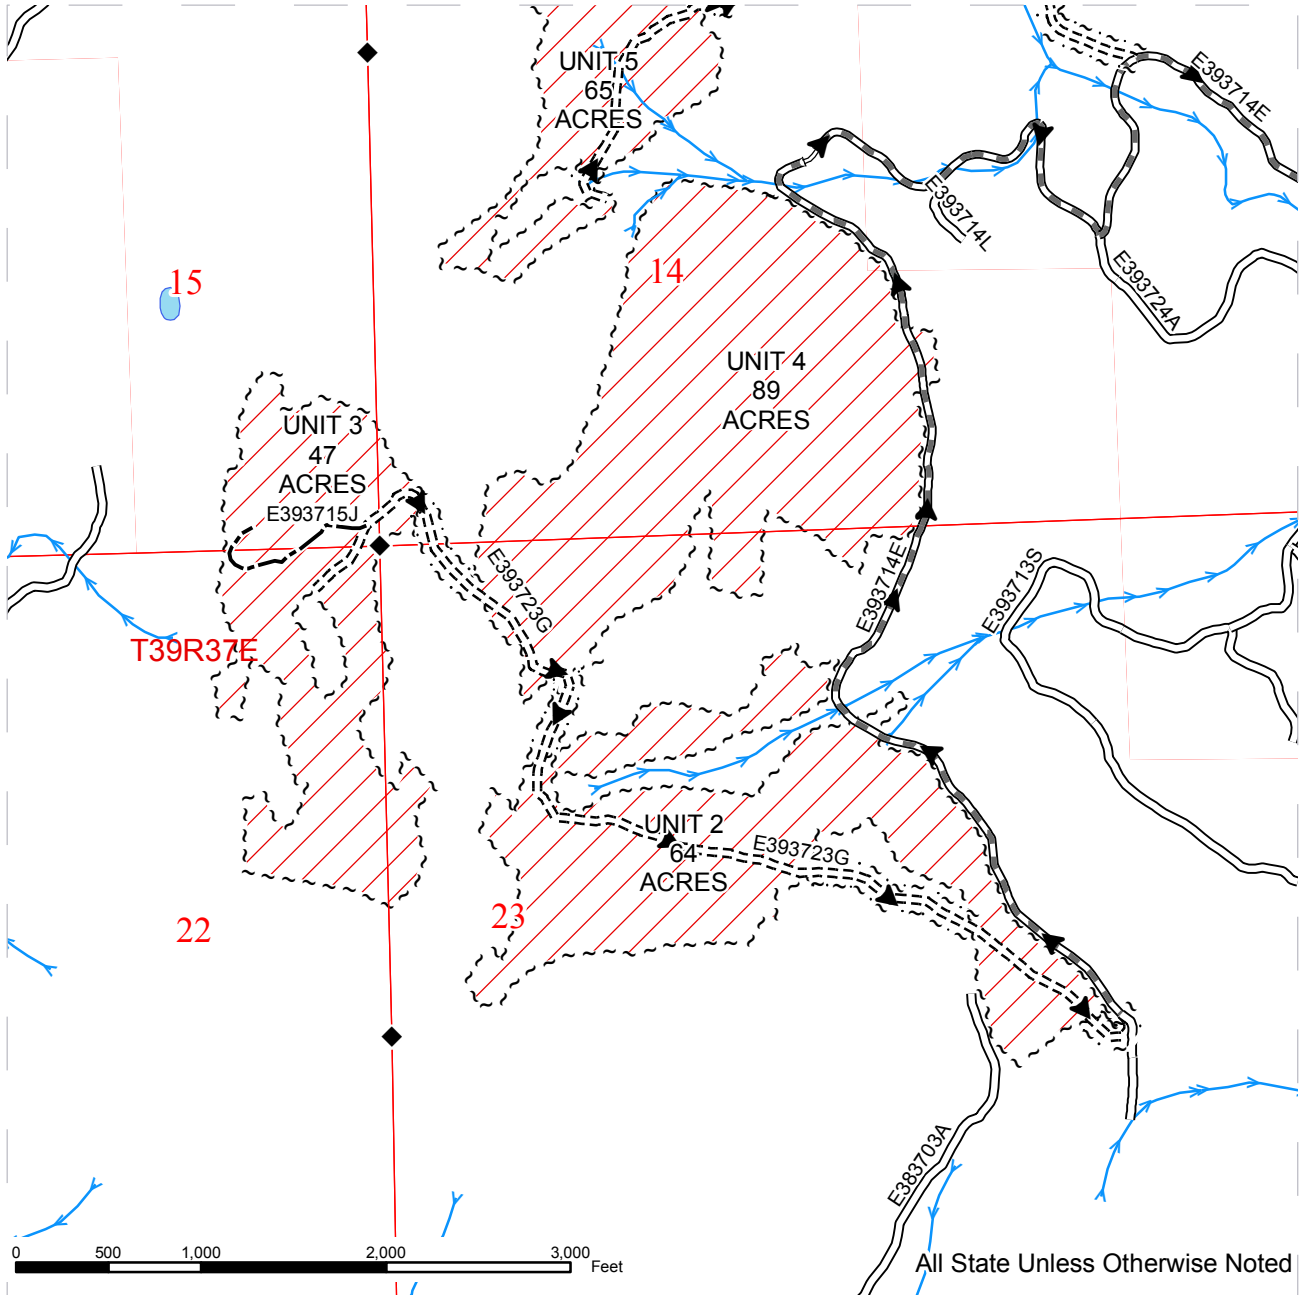 UNIT 5
65
ACRES
E393714E
E393714L
E393724A
15
14
UNIT 4
89
ACRES
UNIT 3
47
ACRES
E393715J
E393723G
E393714E
E393713S
T39R37E
UNIT 2
64
ACRES
E393723G
22
23
E383703A
0 500 1,000 2,000 3,000
Feet
All State Unless Otherwise Noted